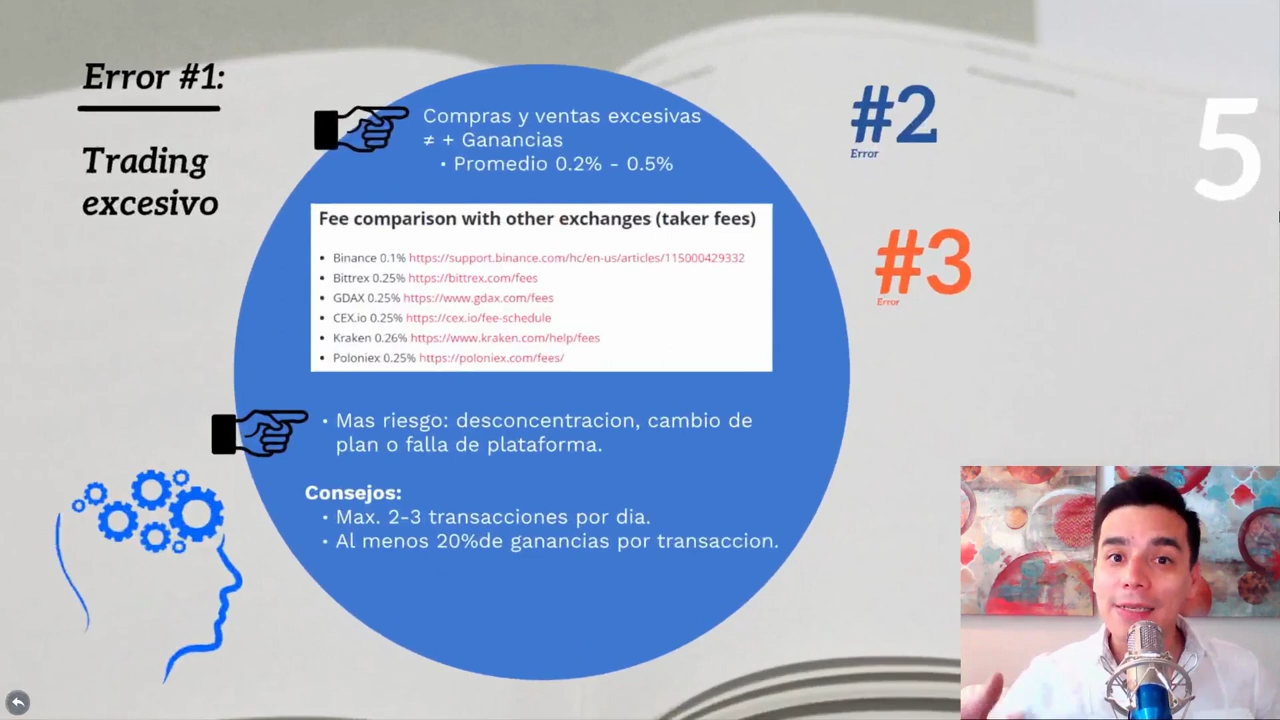 Error #1:
Trading
excesivo
Compras y ventas excesivas
≠ + Ganancias
• Promedio 0.2% - 0.5%
Fee comparison with other exchanges (taker fees)
• Binance 0.1% https://support.binance.com/hc/en-us/articles/115000429332
• Bittrex 0.25% https://bittrex.com/fees
• GDAX 0.25% https://www.gdax.com/fees
• CEX.io 0.25% https://cex.io/fee-schedule
• Kraken 0.26% https://www.kraken.com/help/fees
• Poloniex 0.25% https://poloniex.com/fees/
• Mas riesgo: desconcentracion, cambio de
plan o falla de plataforma.
Consejos:
• Max. 2-3 transacciones por dia.
• Al menos 20%de ganancias por transaccion.
#2
Error
#3
Error
5